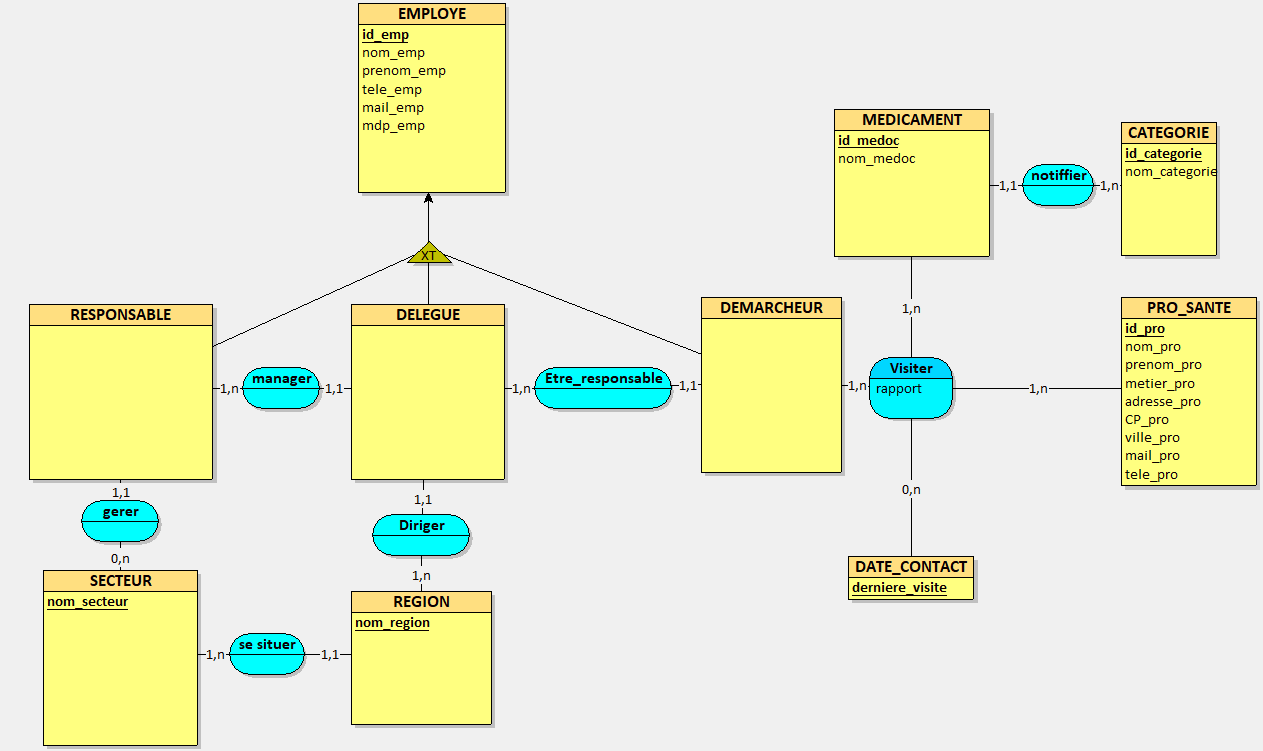 EMPLOYE
id_emp
nom_emp
prenom_emp
tele_emp
mail_emp
mdp_emp
XT
MEDICAMENT
id_medoc
nom_medoc
1,1
notiffier
1,n
CATEGORIE
id_categorie
nom_categorie
RESPONSABLE
1,n
manager
1,1
DELEGUE
1,n
Etre_responsable
1,1
DEMARCHEUR
1,n
1,n
Visiter
rapport
1,n
PRO_SANTE
id_pro
nom_pro
prenom_pro
metier_pro
adresse_pro
CP_pro
ville_pro
mail_pro
tele_pro
1,1
gerer
0,n
1,1
Diriger
1,n
0,n
DATE_CONTACT
derniere_visite
SECTEUR
nom_secteur
1,n
se situer
1,1
REGION
nom_region